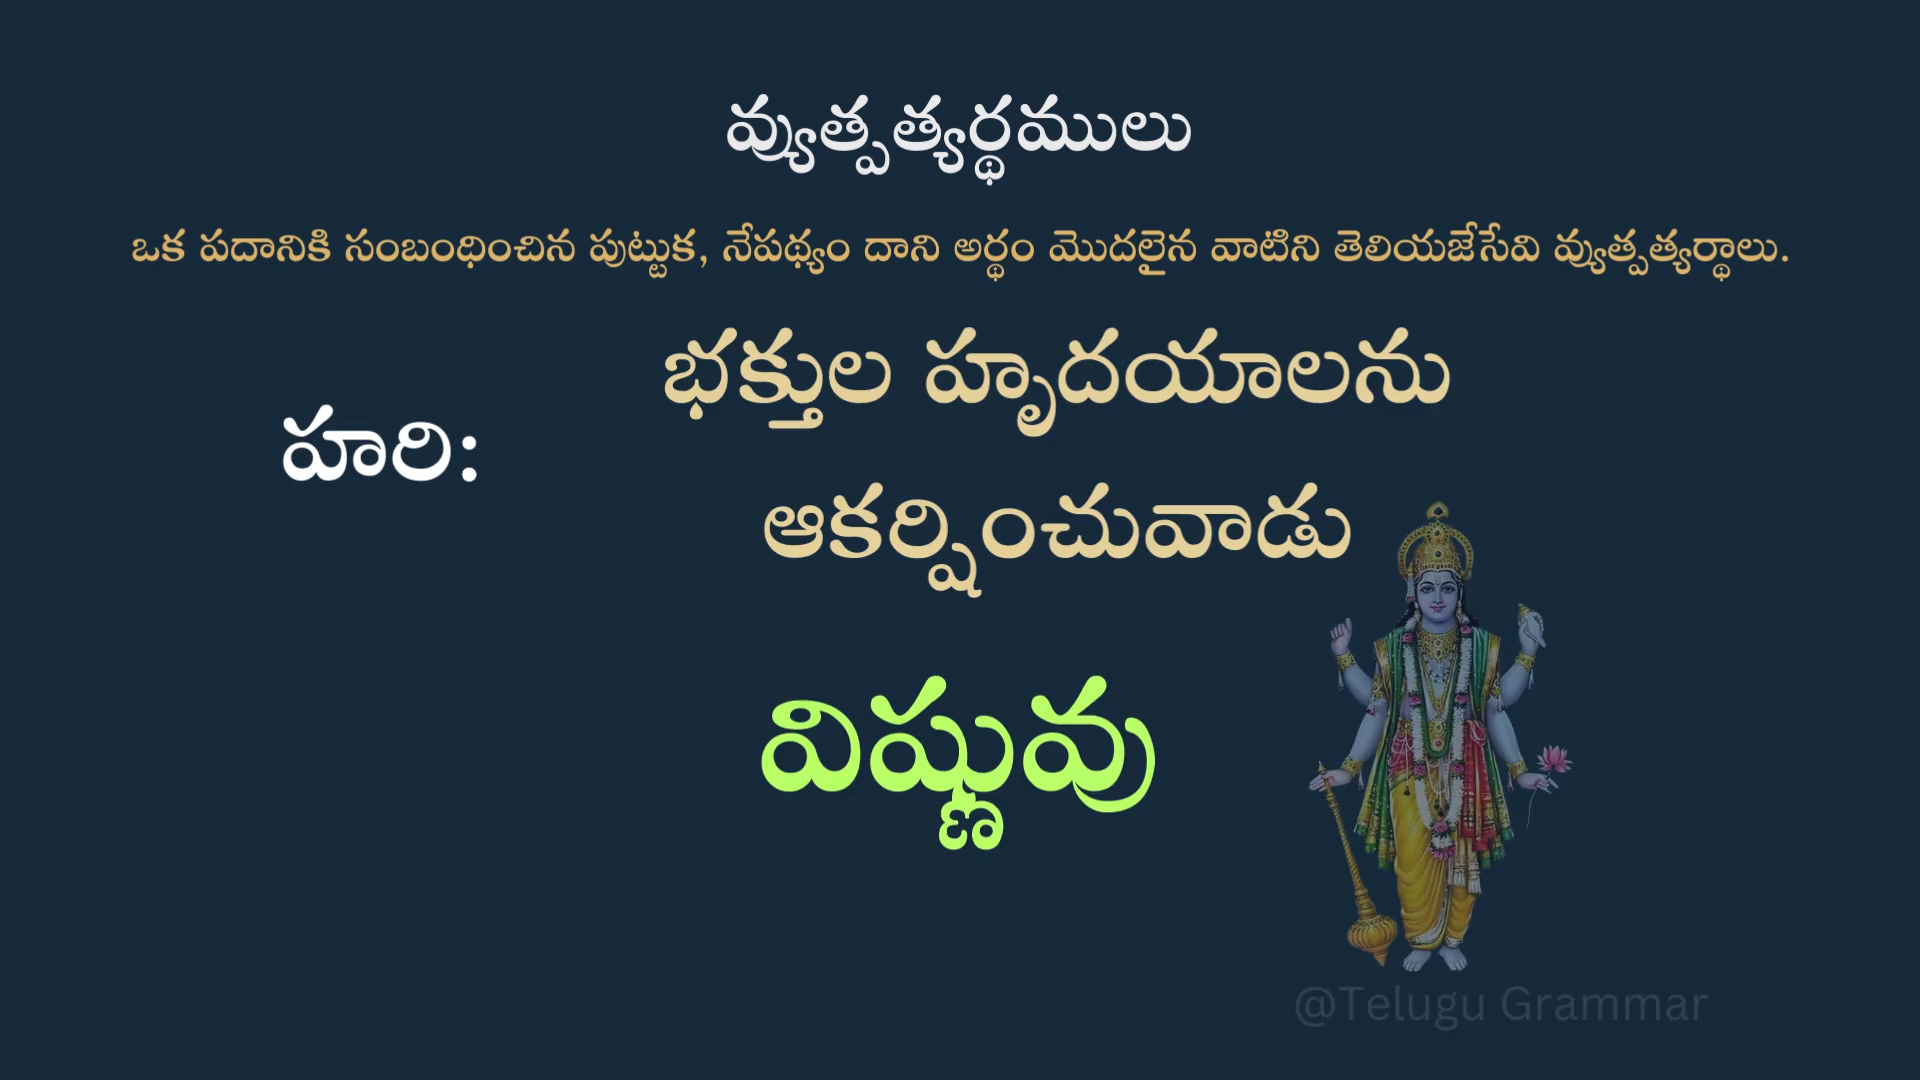 వ్యుత్పత్యర్థములు
ఒక పదానికి సంబంధించిన పుట్టుక, నేపథ్యం దాని అర్థం మొదలైన వాటిని తెలియజేసేవి వ్యుత్పత్యర్థాలు.
హరి:
భక్తుల హృదయాలను
ఆకర్షించువాడు
విష్ణువు
@Telugu Grammar